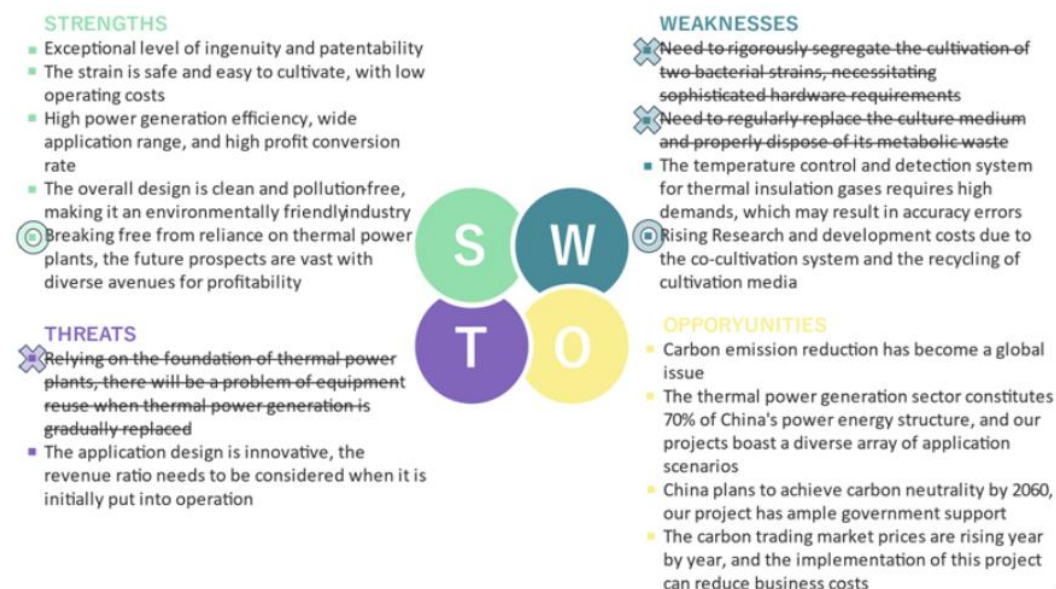 STRENGTHS
Exceptional level of ingenuity and patentability
The strain is safe and easy to cultivate, with low
operating costs
High power generation efficiency, wide
application range, and high profit conversion
rate
The overall design is clean and pollution-free,
making it an environmentally friendly industry
Breaking free from reliance on thermal power
plants, the future prospects are vast with
diverse avenues for profitability
WEAKNESSES
Need to rigorously segregate the cultivation of
two bacterial strains, necessitating
sophisticated hardware requirements
Need to regularly replace the culture medium
and properly dispose of its metabolic waste
The temperature control and detection system
for thermal insulation gases requires high
demands, which may result in accuracy errors
Rising Research and development costs due to
the co-cultivation system and the recycling of
cultivation media
S
W
T
O
THREATS
Relying on the foundation of thermal power
plants, there will be a problem of equipment
reuse when thermal power generation is
gradually replaced
The application design is innovative, the
revenue ratio needs to be considered when it is
initially put into operation
OPPORYUNITIES
Carbon emission reduction has become a global
issue
The thermal power generation sector constitutes
70% of China's power energy structure, and our
projects boast a diverse array of application
scenarios
China plans to achieve carbon neutrality by 2060,
our project has ample government support
The carbon trading market prices are rising year
by year, and the implementation of this project
can reduce business costs